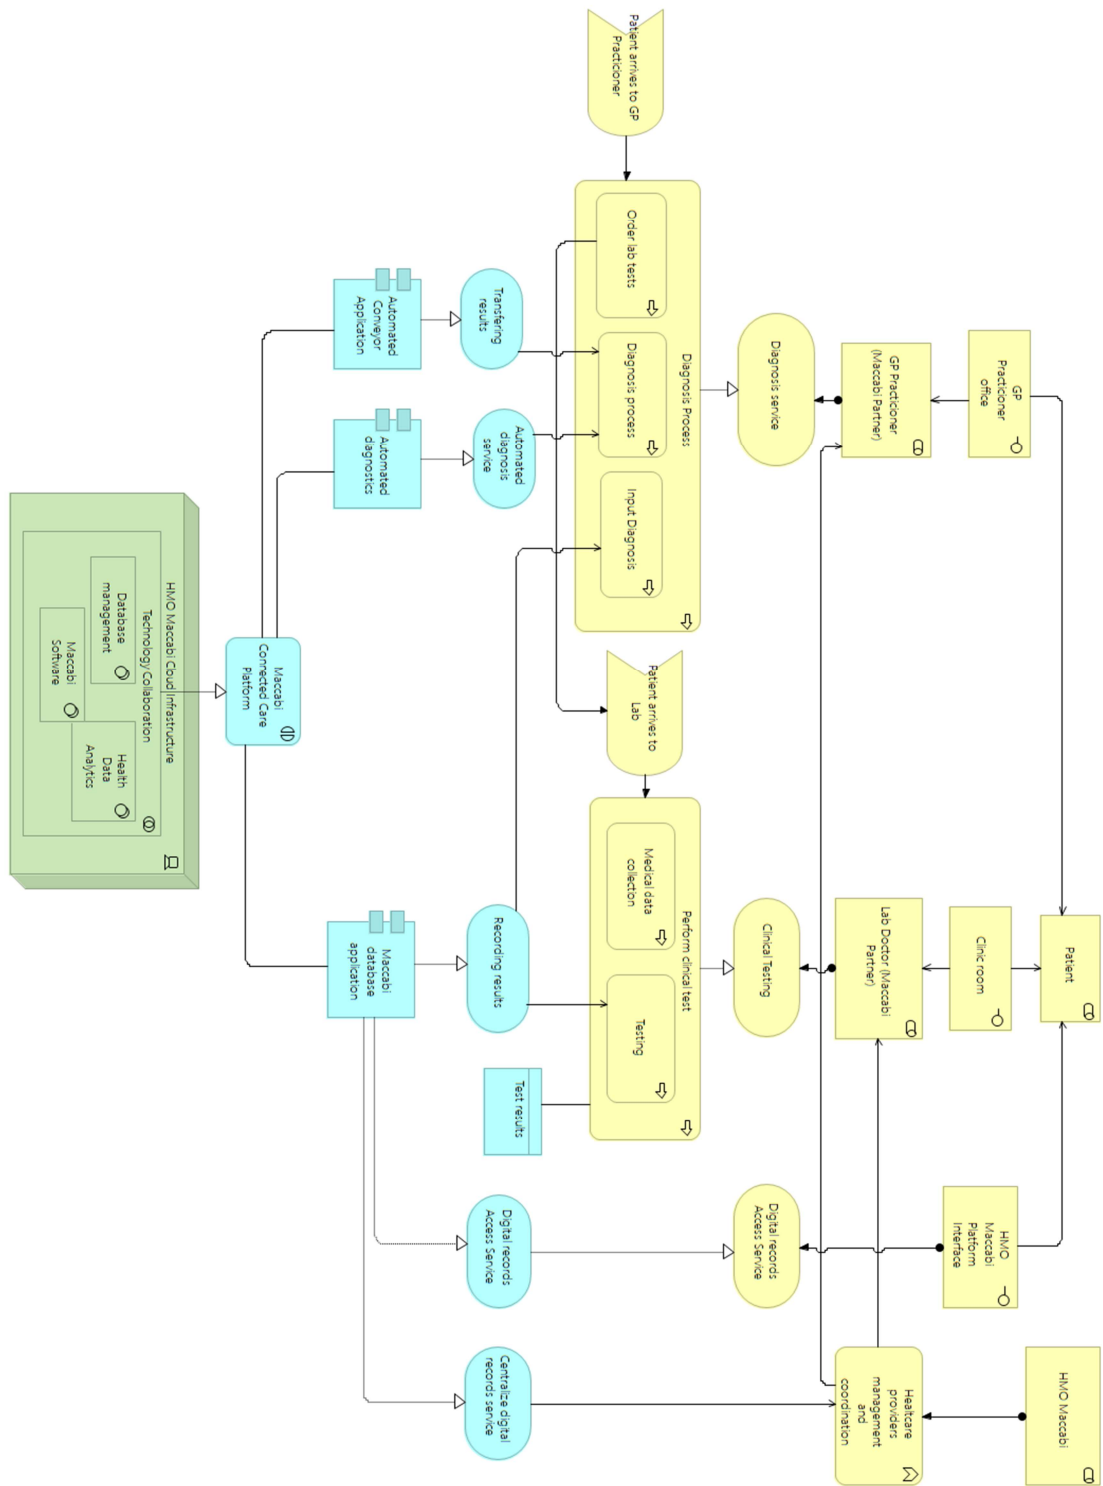 Patient
HMO Maccabi
GP
Practicioner
office
Clinic room
HMO
Maccabi
Platform
Interface
GP Practicioner
(Maccabi Partner)
Lab Doctor (Maccabi
Partner)
Healtcare
providers
management
and
coordination
Diagnosis service
Clinical Testing
Digital records
Access Service
Patient arrives to GP
Practicioner
Diagnosis Process
Order lab tests
Diagnosis process
Input Diagnosis
Patient arrives to
Lab
Perform clinical test
Medical data
collection
Testing
Transfering
results
Automated
diagnosis
service
Recording results
Test results
Digital records
Access Service
Centralize digital
records service
Automated
Conveyor
Application
Automated
diagnostics
Maccabi
database
application
Maccabi
Connected Care
Platform
HMO Maccabi Cloud Infrastructure
Technology Collaboration
Database
management
Health
Data
Analytics
Maccabi
Software